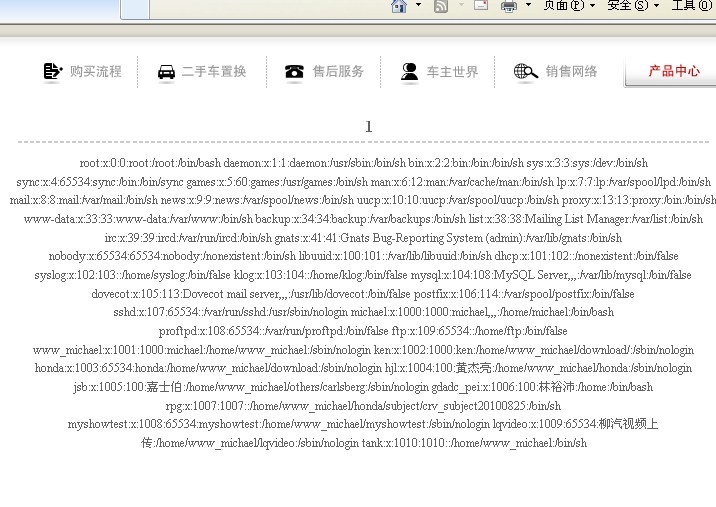 页面(P) 安全(S) 工具(O)
购买流程 二手车置换 售后服务 车主世界 销售网络 产品中心
1
root:x:0:0:root:/root:/bin/bash daemon:x:1:1:daemon:/usr/sbin:/bin/sh bin:x:2:2:bin:/bin:/bin/sh sys:x:3:3:sys:/dev:/bin/sh
sync:x:4:65534:sync:/bin:/bin/sync games:x:5:60:games:/usr/games:/bin/sh man:x:6:12:man:/var/cache/man:/bin/sh lp:x:7:7:lp:/var/spool/lpd:/bin/sh
mail:x:8:8:mail:/var/mail:/bin/sh news:x:9:9:news:/var/spool/news:/bin/sh uucp:x:10:10:uucp:/var/spool/uucp:/bin/sh proxy:x:13:13:proxy:/bin:/bin/sh
www-data:x:33:33:www-data:/var/www:/bin/sh backup:x:34:34:backup:/var/backups:/bin/sh list:x:38:38:Mailing List Manager:/var/list:/bin/sh
irc:x:39:39:ircd:/var/run/ircd:/bin/sh gnats:x:41:41:Gnats Bug-Reporting System (admin):/var/lib/gnats:/bin/sh
nobody:x:65534:65534:nobody:/nonexistent:/bin/sh libuuid:x:100:101::/var/lib/libuuid:/bin/sh dhcp:x:101:102::/nonexistent:/bin/false
syslog:x:102:103::/home/syslog:/bin/false klog:x:103:104::/home/klog:/bin/false mysql:x:104:108:MySQL Server,,,:/var/lib/mysql:/bin/false
dovecot:x:105:113:Dovecot mail server,,,:/usr/lib/dovecot:/bin/false postfix:x:106:114::/var/spool/postfix:/bin/false
sshd:x:107:65534::/var/run/sshd:/usr/sbin/nologin michael:x:1000:1000:michael,,,:/home/michael:/bin/bash
proftpd:x:108:65534::/var/run/proftpd:/bin/false ftp:x:109:65534::/home/ftp:/bin/false
www_michael:x:1001:1000:michael:/home/www_michael:/sbin/nologin ken:x:1002:1000:ken:/home/www_michael/download/:/sbin/nologin
honda:x:1003:65534:honda:/home/www_michael/download:/sbin/nologin hjl:x:1004:100:黄杰亮:/home/www_michael/honda:/sbin/nologin
jsb:x:1005:100:嘉士伯:/home/www_michael/others/carlsberg:/sbin/nologin gdadc_pei:x:1006:100:林裕沛:/home:/bin/bash
rpg:x:1007:1007::/home/www_michael/honda/subject/crv_subject20100825:/bin/sh
myshowtest:x:1008:65534:myshowtest:/home/www_michael/myshowtest:/sbin/nologin lqvideo:x:1009:65534:柳汽视频上
传:/home/www_michael/lqvideo:/sbin/nologin tank:x:1010:1010::/home/www_michael:/bin/sh